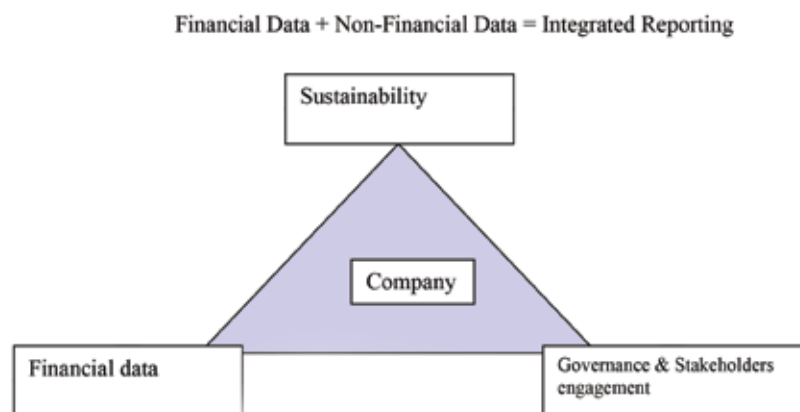 Financial Data + Non-Financial Data = Integrated Reporting
Sustainability
Company
Financial data
Governance & Stakeholders
engagement